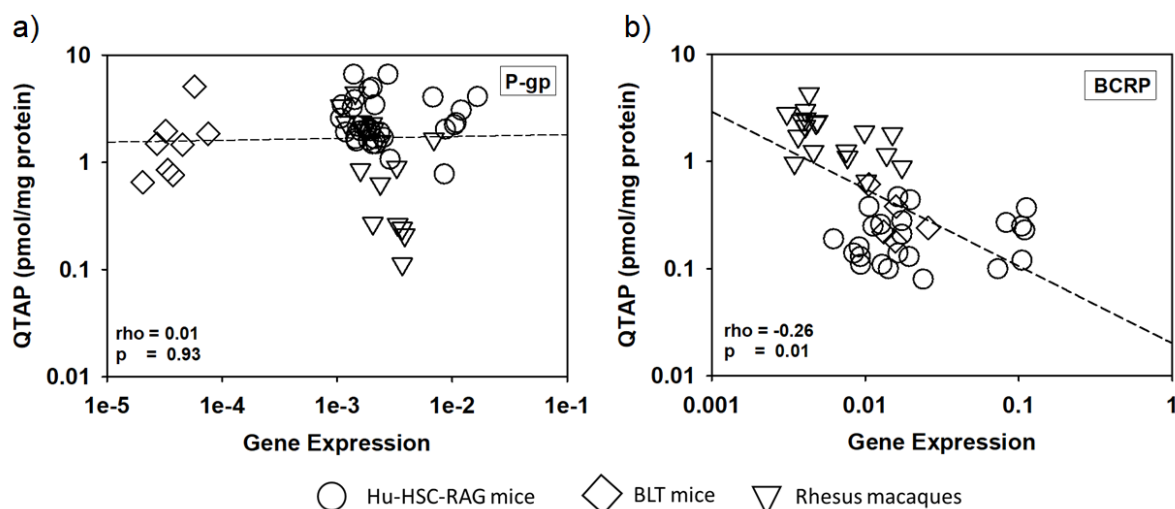 a)
QTAP (pmol/mg protein)
10
1
0.1
0.01
P-gp
rho = 0.01
p = 0.93
1e-5 1e-4 1e-3 1e-2 1e-1
Gene Expression
b)
QTAP (pmol/mg protein)
10
1
0.1
0.01
BCRP
rho = -0.26
p = 0.01
0.001 0.01 0.1 1
Gene Expression
Hu-HSC-RAG mice BLT mice Rhesus macaques